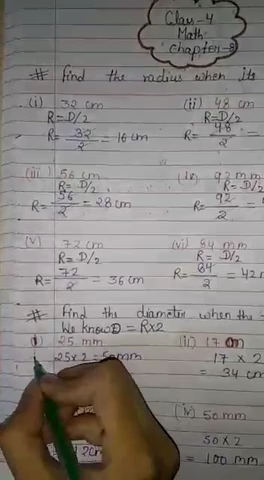 Class-4
Math
chapter-8
# Find the radius when its
(i) 32 cm (ii) 48 cm
R=D/2 R=D/2
R= 32/2 = 16 cm 48/2 =
(iii) 56 cm (iv) 92 mm
R=D/2 R=D/2
R= 56/2 = 28 cm R= 92/2 =
(v) 72 cm (vi) 84 mm
R=D/2 R=D/2
R= 72/2 = 36 cm R= 84/2 = 42
# Find the diameter when the
We know D = R×2
(i) 25 mm (ii) 17 cm
25×2 = 50 mm 17 × 2
= 34 cm
(iv) 50 mm
50 × 2
= 100 mm